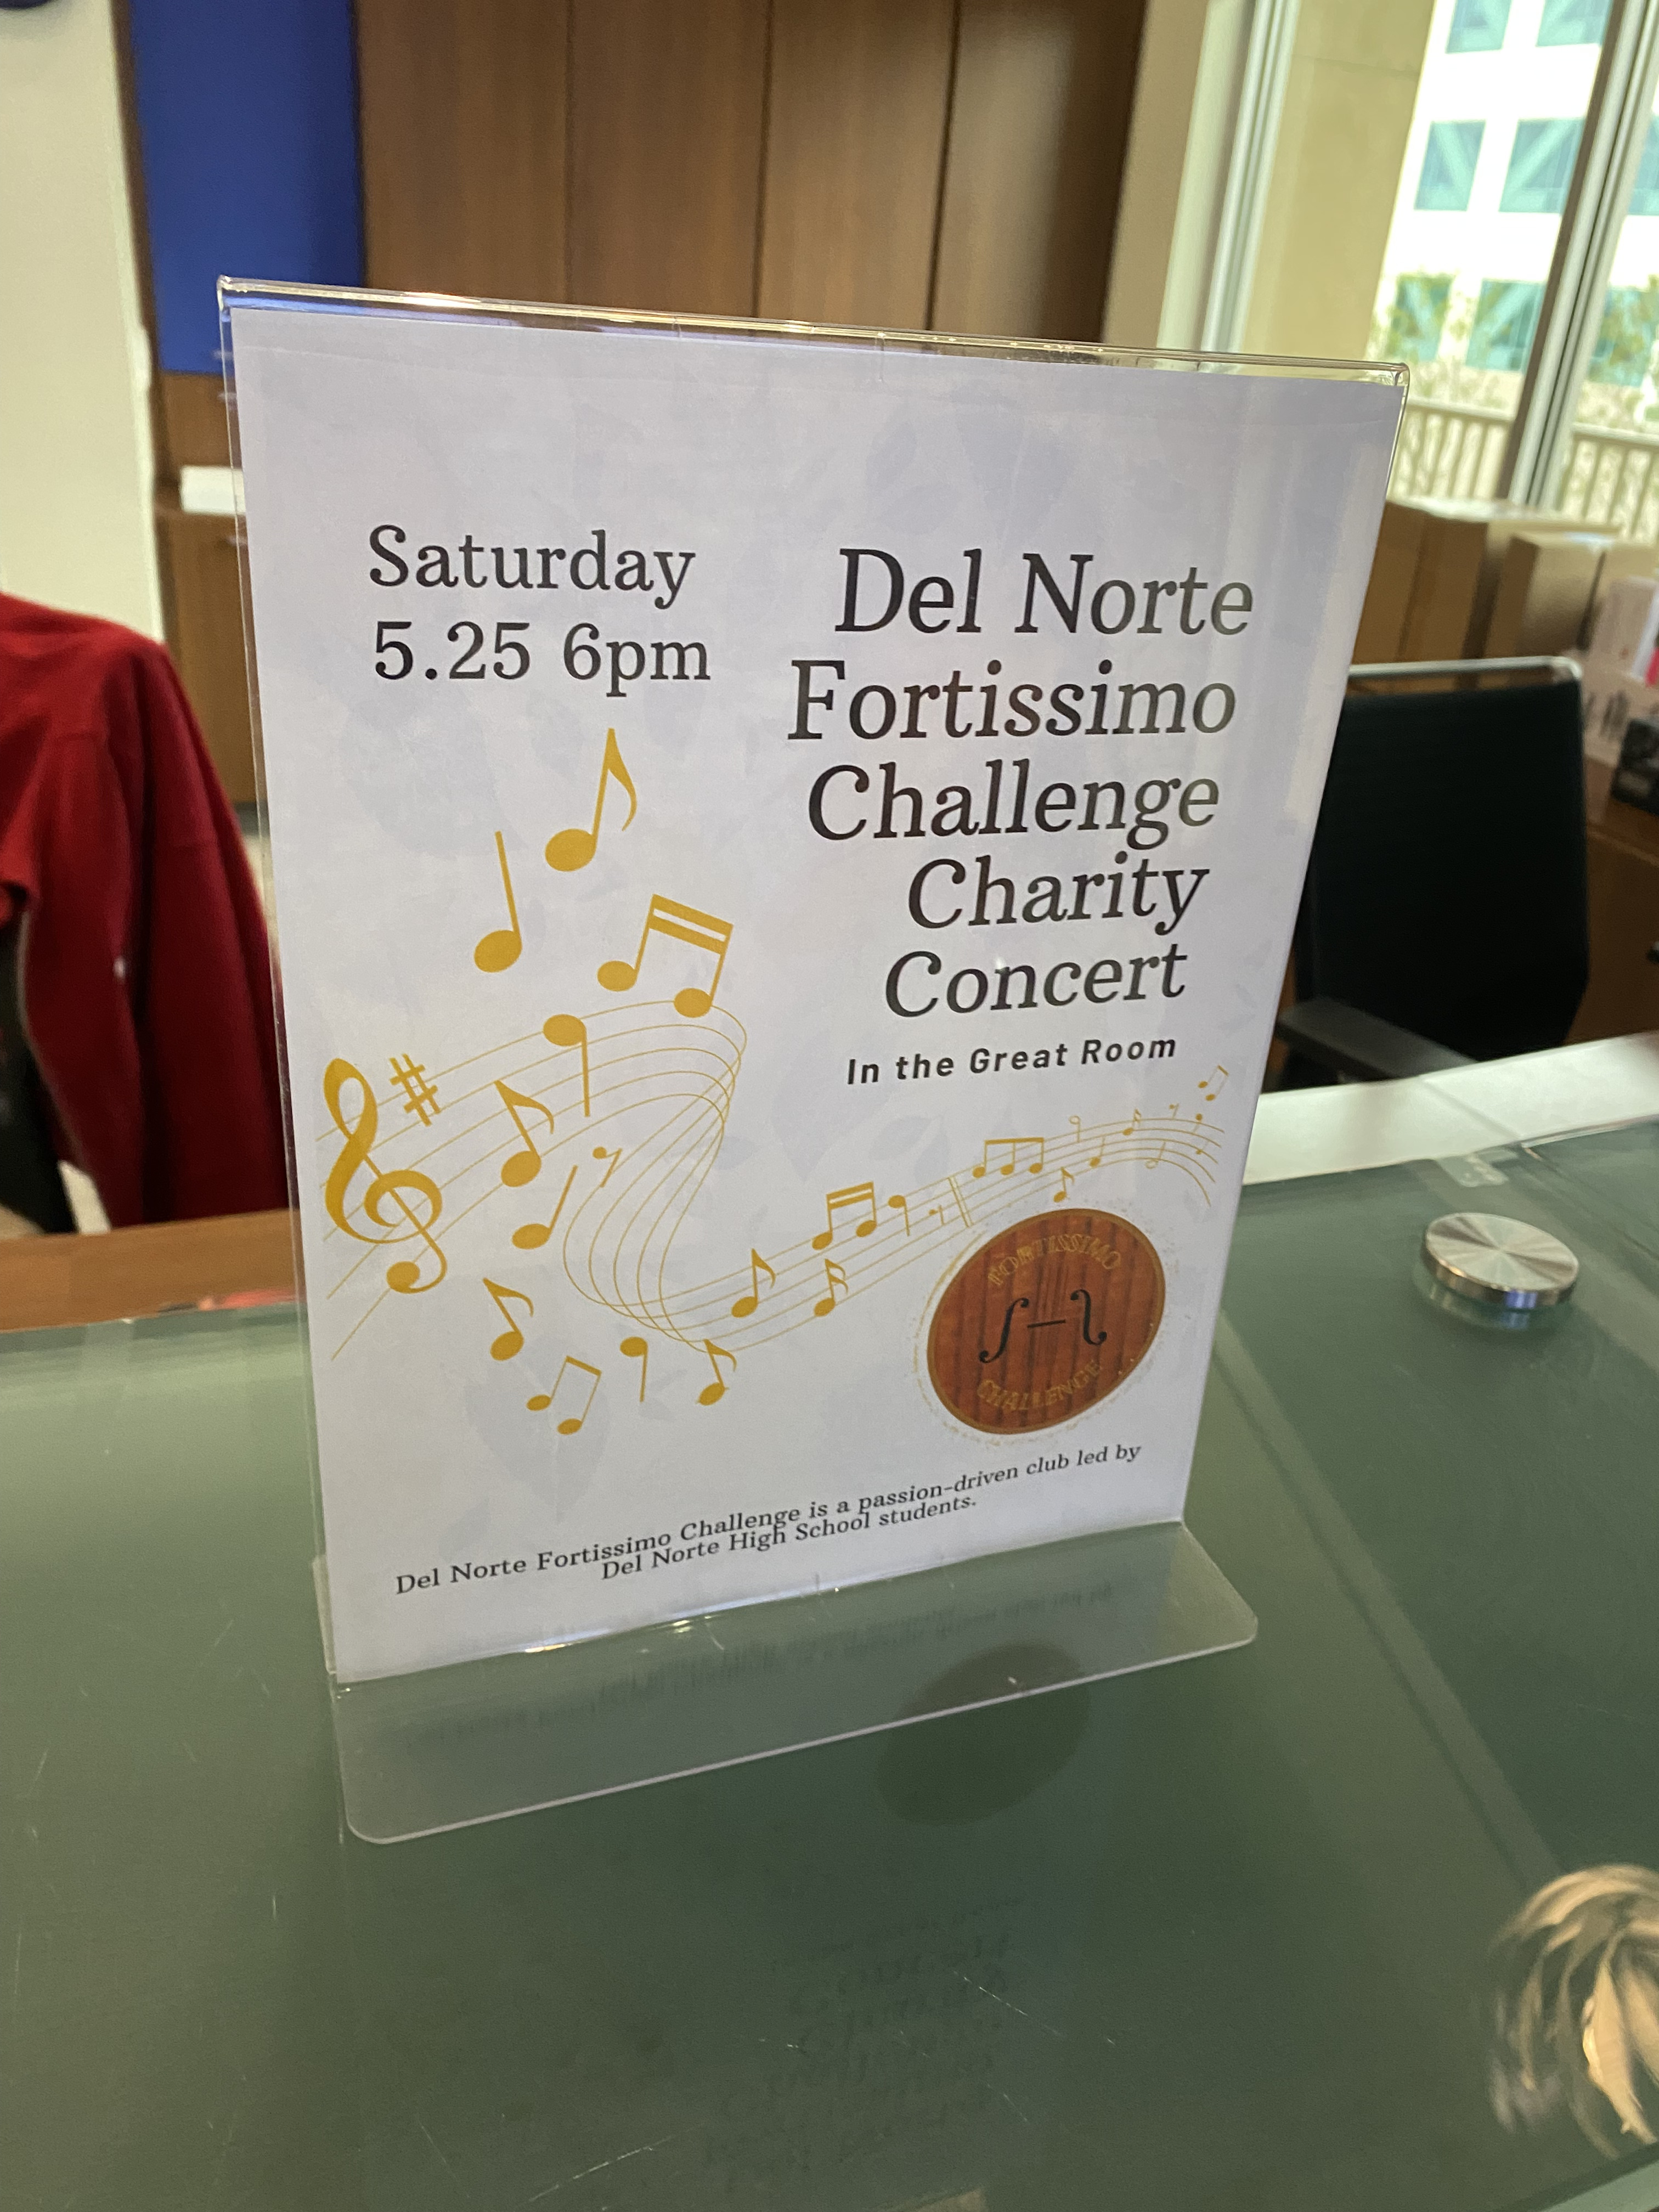 Saturday
5.25 6pm
Del Norte
Fortissimo
Challenge
Charity
Concert
In the Great Room
FORTISSIMO
CHALLENGE
Del Norte Fortissimo Challenge is a passion-driven club led by
Del Norte High School students.